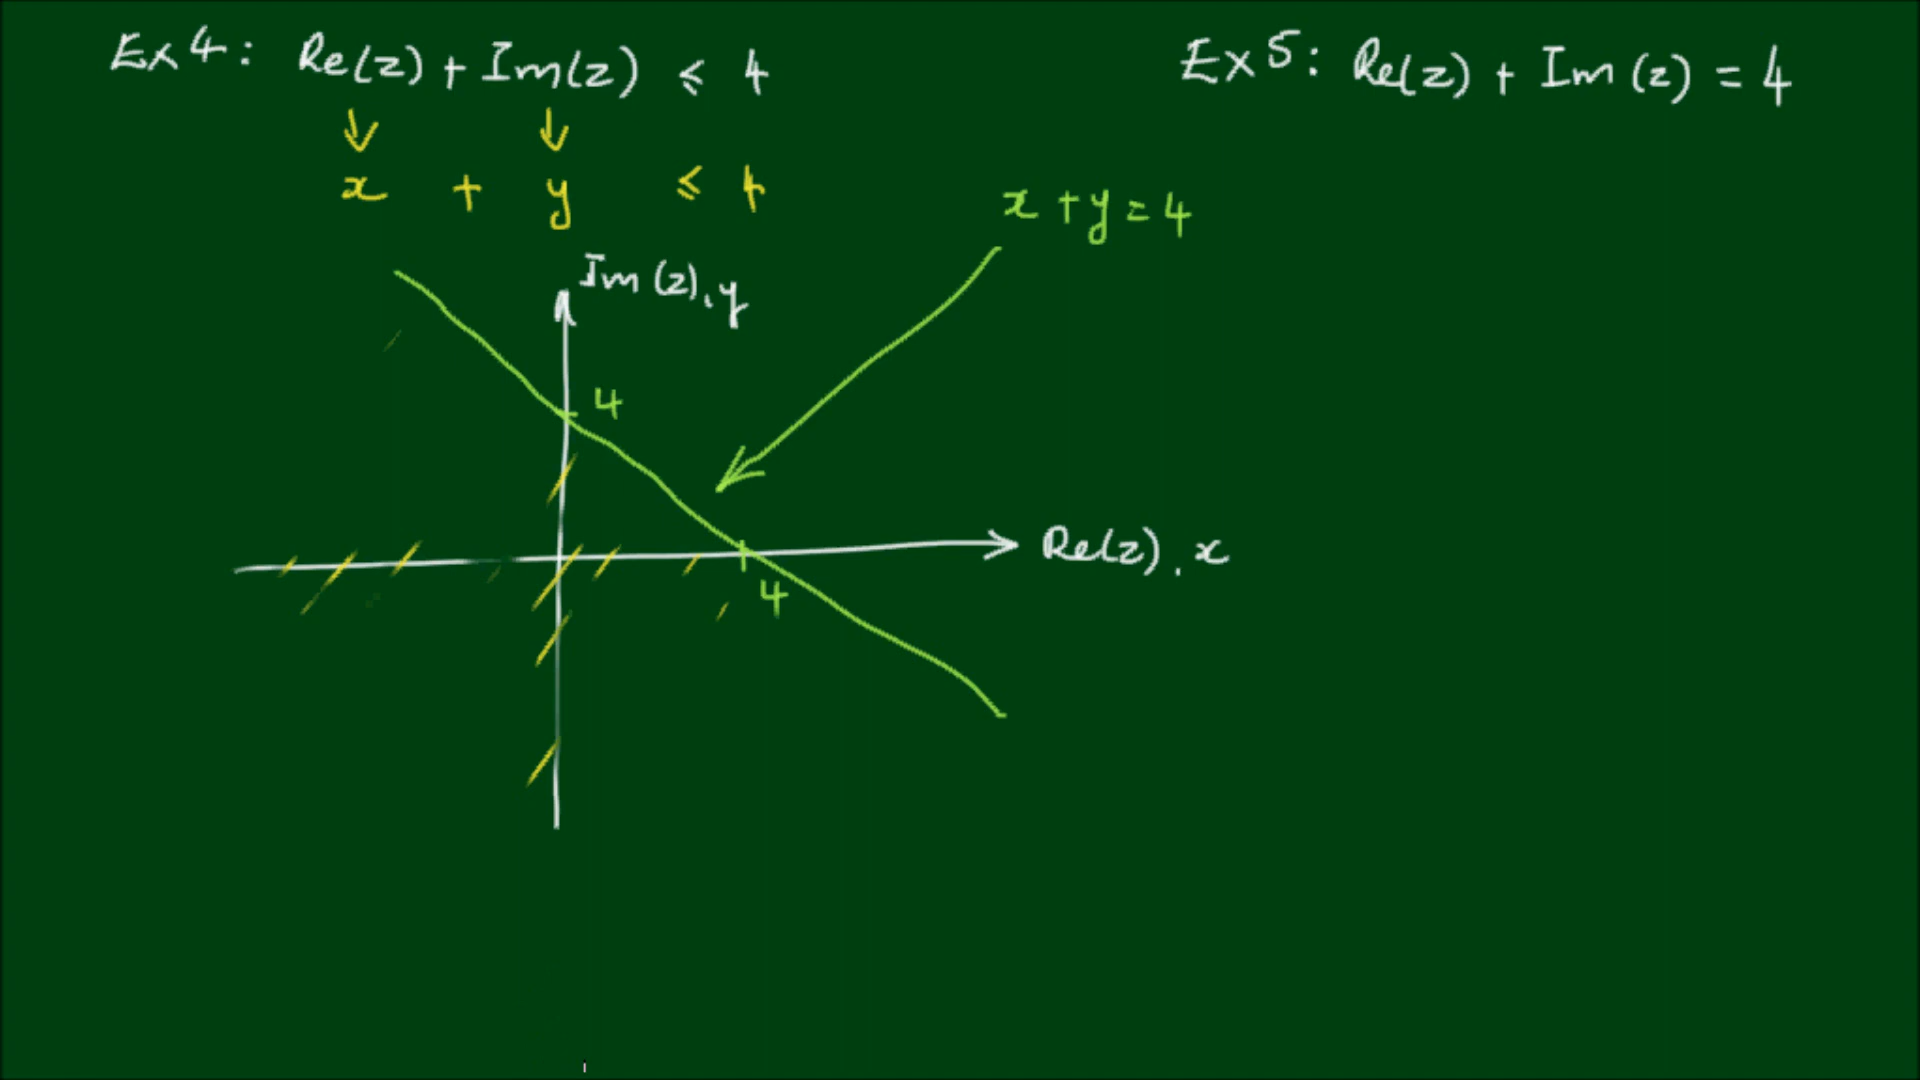 Ex 4: Re(z) + Im(z) ≤ 4
Ex 5: Re(z) + Im (z) = 4
x + y ≤ 4
x + y = 4
Im (z), y
4
Re(z), x
4